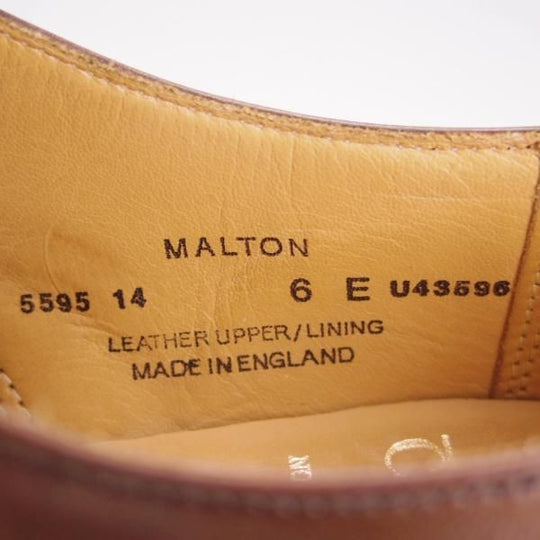 MALTON
5595 14 6 E U43596
LEATHER UPPER/LINING
MADE IN ENGLAND